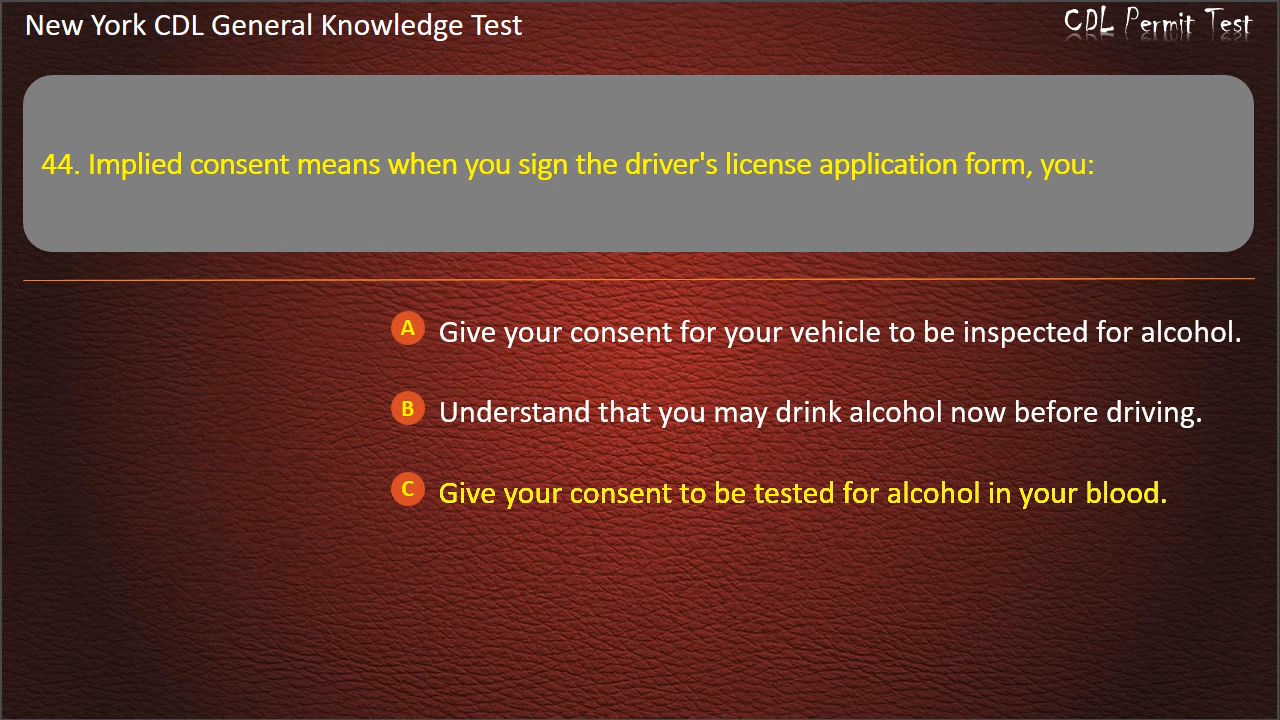 New York CDL General Knowledge Test
CDL Permit Test
44. Implied consent means when you sign the driver's license application form, you:
A Give your consent for your vehicle to be inspected for alcohol.
B Understand that you may drink alcohol now before driving.
C Give your consent to be tested for alcohol in your blood.